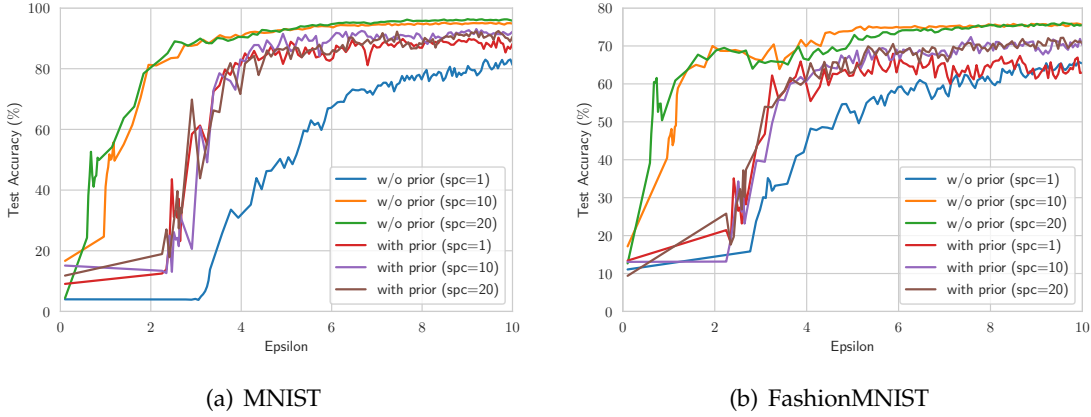 100
80
60
40
20
0
Test Accuracy (%)
0 2 4 6 8 10
Epsilon
w/o prior (spc=1)
w/o prior (spc=10)
w/o prior (spc=20)
with prior (spc=1)
with prior (spc=10)
with prior (spc=20)
(a) MNIST
80
70
60
50
40
30
20
10
0
Test Accuracy (%)
0 2 4 6 8 10
Epsilon
w/o prior (spc=1)
w/o prior (spc=10)
w/o prior (spc=20)
with prior (spc=1)
with prior (spc=10)
with prior (spc=20)
(b) FashionMNIST